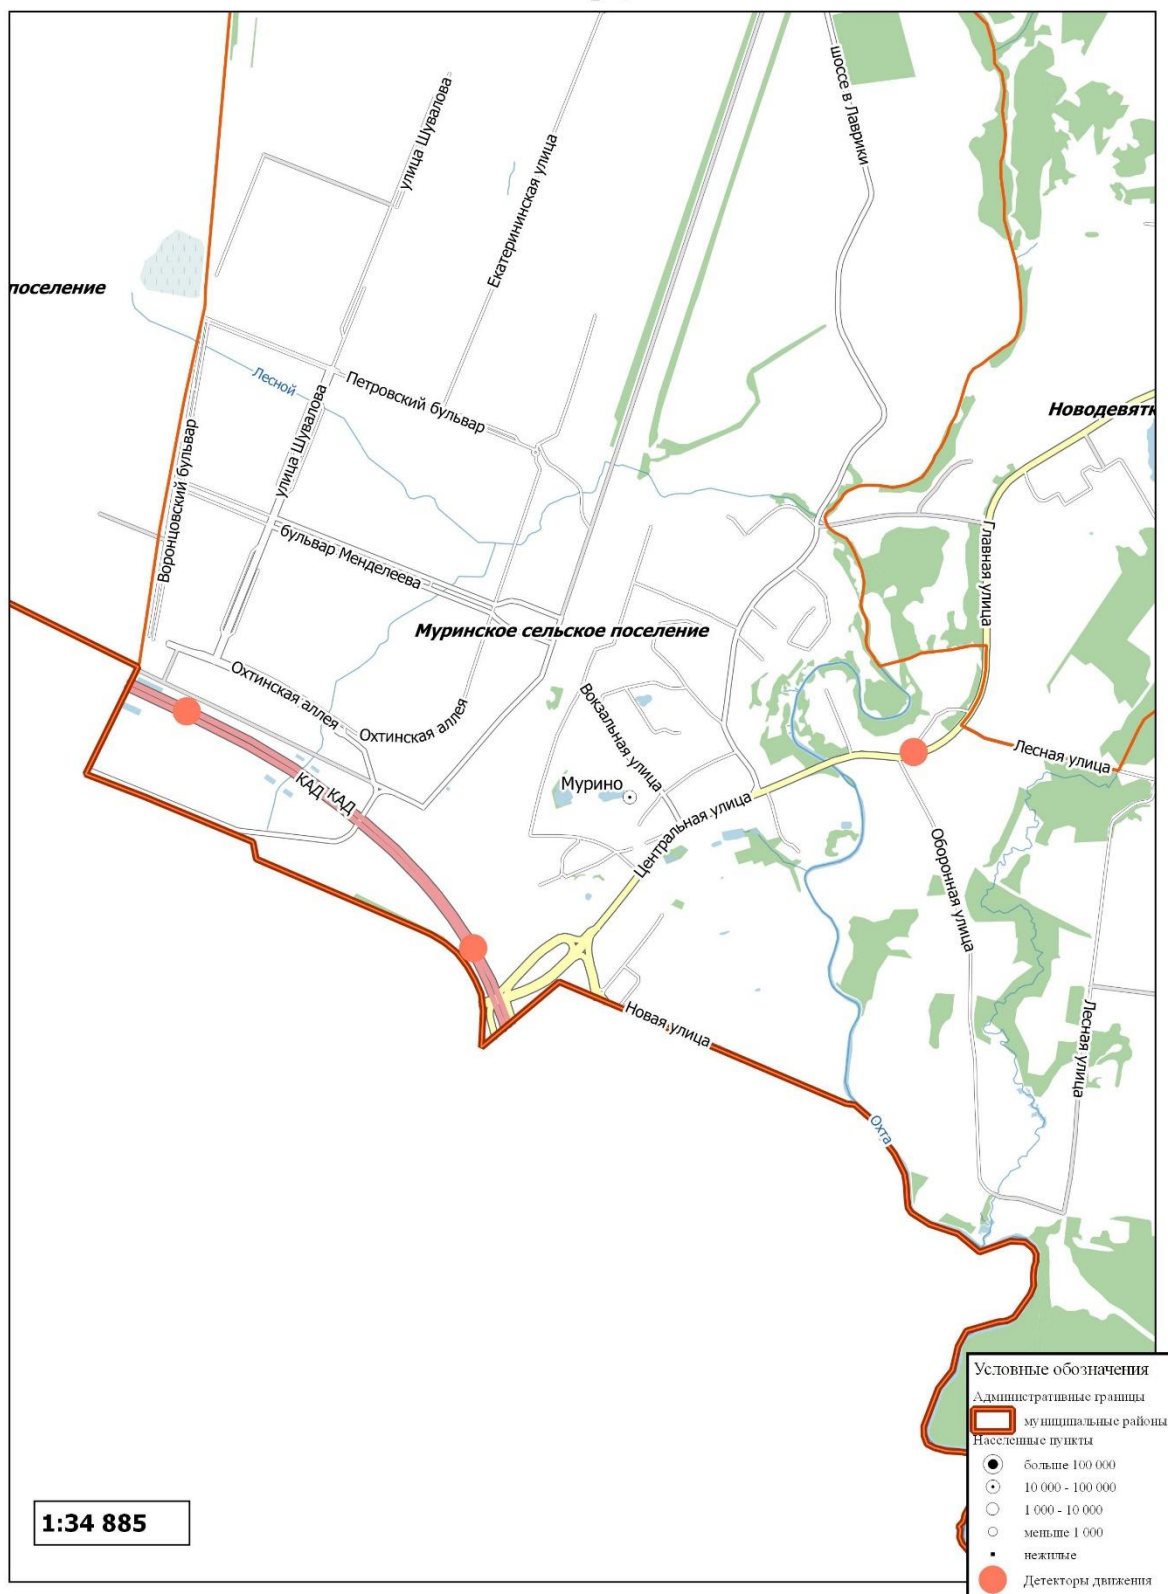 шоссе в Лаврики
улица Шувалова
Екатерининская улица
поселение
Лесной
Петровский бульвар
Новодевятк
улица Шувалова
Воронцовский бульвар
бульвар Менделеева
Главная улица
Муринское сельское поселение
Охтинская аллея
Охтинская аллея
Вокзальная улица
Лесная улица
КАД
КАД
Мурино
Центральная улица
Оборонная улица
Новая улица
Лесная улица
Охта
Условные обозначения
Административные границы
муниципальные районы
Населенные пункты
больше 100 000
10 000 - 100 000
1 000 - 10 000
меньше 1 000
нежилые
Детекторы движения
1:34 885